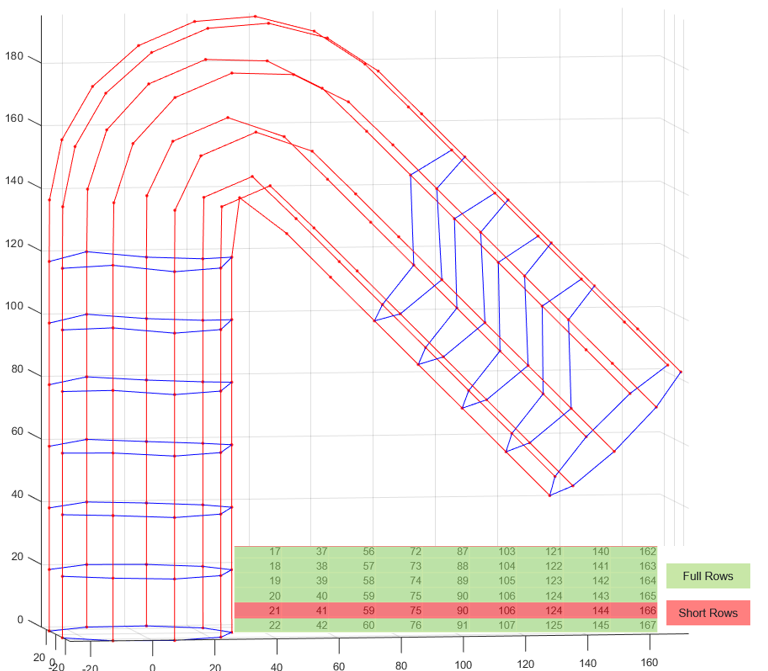 180
160
140
120
100
80
60
40
20
0
17 37 56 72 87 103 121 140 162
18 38 57 73 88 104 122 141 163
19 39 58 74 89 105 123 142 164
20 40 59 75 90 106 124 143 165
21 41 59 75 90 106 124 144 166
22 42 60 76 91 107 125 145 167
Full Rows
Short Rows
20 0 -20
-20 0 20 40 60 80 100 120 140 160